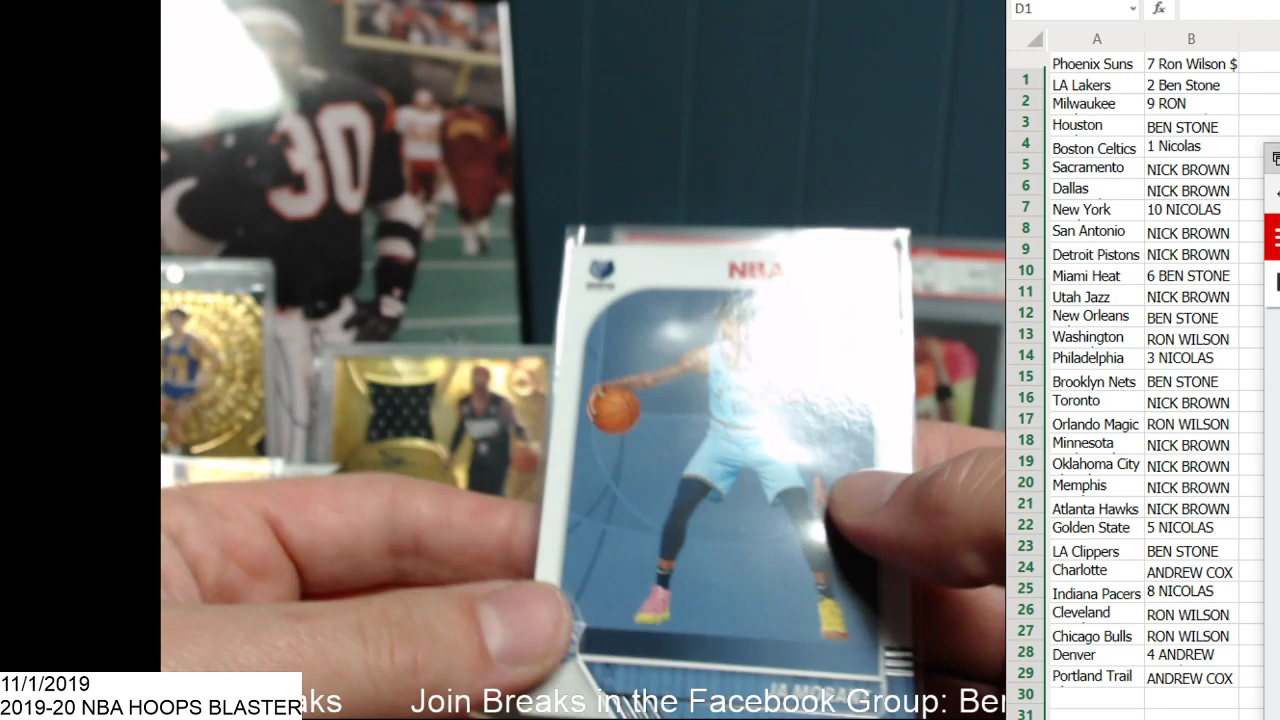 D1
fx
A B
Phoenix Suns 7 Ron Wilson $
1 LA Lakers 2 Ben Stone
2 Milwaukee 9 RON
3 Houston BEN STONE
4 Boston Celtics 1 Nicolas
5 Sacramento NICK BROWN
6 Dallas NICK BROWN
7 New York 10 NICOLAS
8 San Antonio NICK BROWN
9 Detroit Pistons NICK BROWN
10 Miami Heat 6 BEN STONE
11 Utah Jazz NICK BROWN
12 New Orleans BEN STONE
13 Washington RON WILSON
14 Philadelphia 3 NICOLAS
15 Brooklyn Nets BEN STONE
16 Toronto NICK BROWN
17 Orlando Magic RON WILSON
18 Minnesota NICK BROWN
19 Oklahoma City NICK BROWN
20 Memphis NICK BROWN
21 Atlanta Hawks NICK BROWN
22 Golden State 5 NICOLAS
23 LA Clippers BEN STONE
24 Charlotte ANDREW COX
25 Indiana Pacers 8 NICOLAS
26 Cleveland RON WILSON
27 Chicago Bulls RON WILSON
28 Denver 4 ANDREW
29 Portland Trail ANDREW COX
30
31
30
NBA
11/1/2019
2019-20 NBA HOOPS BLASTER
aks Join Breaks in the Facebook Group: Ber